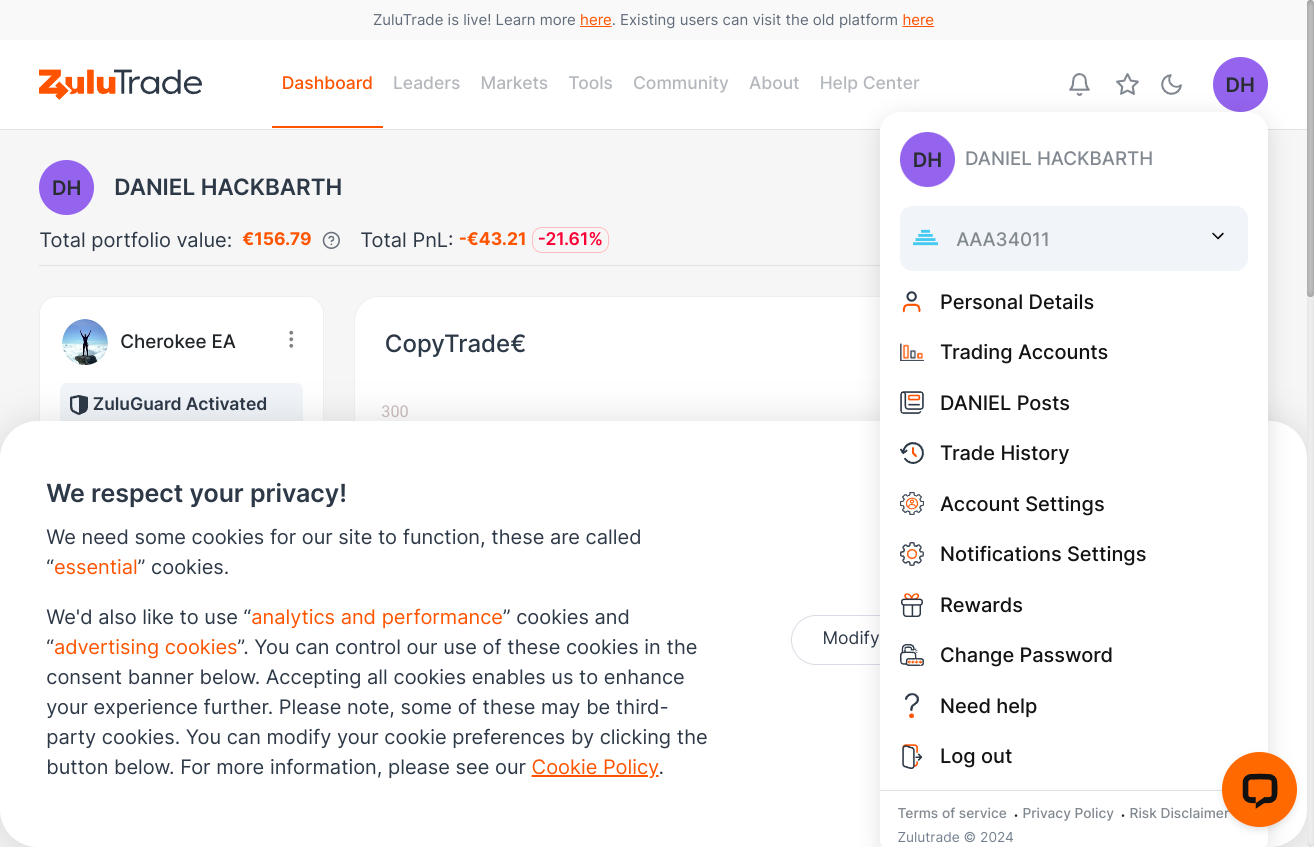 ZuluTrade is live! Learn more here. Existing users can visit the old platform here
ZuluTrade
Dashboard
Leaders
Markets
Tools
Community
About
Help Center
DH
DH
DANIEL HACKBARTH
Total portfolio value: €156.79 ? Total PnL: -€43.21 -21.61%
Cherokee EA
ZuluGuard Activated
CopyTrade€
300
DH
DANIEL HACKBARTH
AAA34011
Personal Details
Trading Accounts
DANIEL Posts
Trade History
Account Settings
Notifications Settings
Rewards
Change Password
Need help
Log out
Terms of service . Privacy Policy . Risk Disclaimer
Zulutrade © 2024
We respect your privacy!
We need some cookies for our site to function, these are called
“essential” cookies.
We'd also like to use “analytics and performance” cookies and
“advertising cookies”. You can control our use of these cookies in the
consent banner below. Accepting all cookies enables us to enhance
your experience further. Please note, some of these may be third-
party cookies. You can modify your cookie preferences by clicking the
button below. For more information, please see our Cookie Policy.
Modify